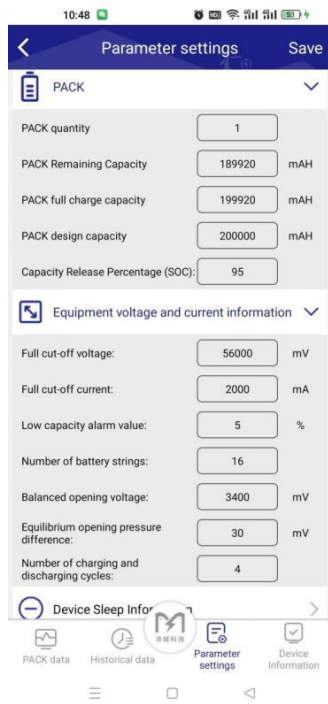 10:48
53
Parameter settings
Save
PACK
PACK quantity
1
PACK Remaining Capacity
189920
mAH
PACK full charge capacity
199920
mAH
PACK design capacity
200000
mAH
Capacity Release Percentage (SOC):
95
Equipment voltage and current information
Full cut-off voltage:
56000
mV
Full cut-off current:
2000
mA
Low capacity alarm value:
5
%
Number of battery strings:
16
Balanced opening voltage:
3400
mV
Equilibrium opening pressure
difference:
30
mV
Number of charging and
discharging cycles:
4
Device Sleep Information
PACK data
Historical data
Parameter
settings
Device
Information